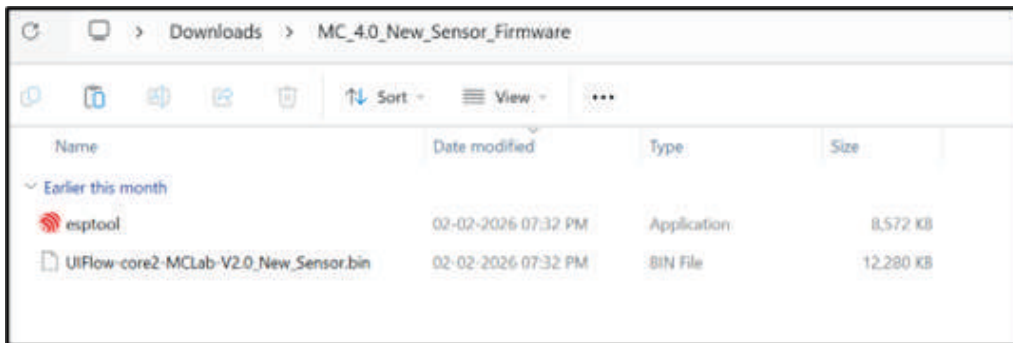 Downloads > MC_4.0_New_Sensor_Firmware
Sort View ...
Name Date modified Type Size
Earlier this month
esptool 02-02-2026 07:32 PM Application 8,572 KB
UIFlow-core2-MCLab-V2.0_New_Sensor.bin 02-02-2026 07:32 PM BIN File 12,280 KB